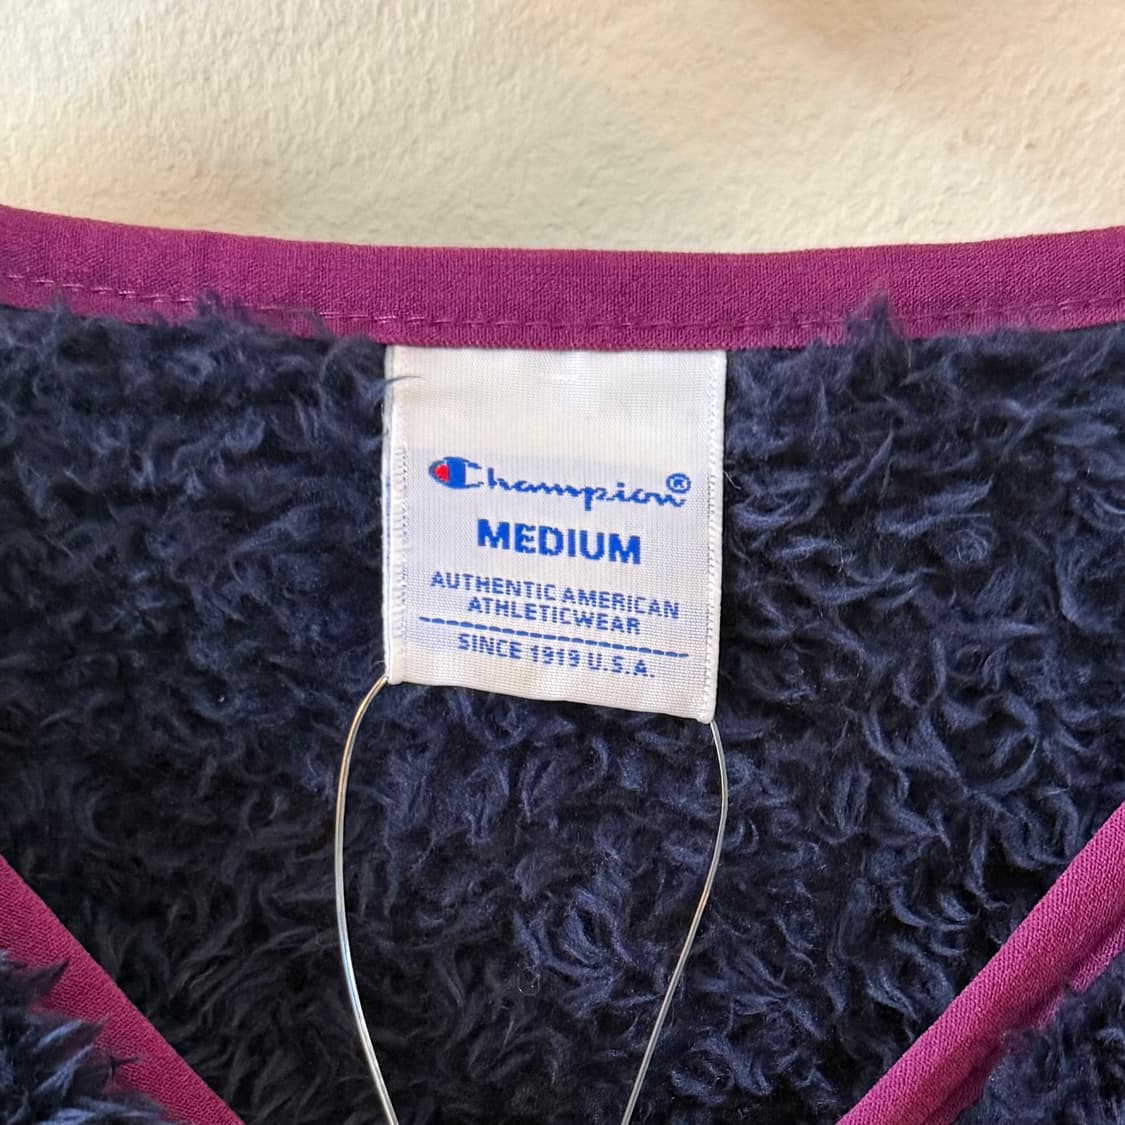 Champion®
MEDIUM
AUTHENTIC AMERICAN
ATHLETICWEAR
SINCE 1919 U.S.A.